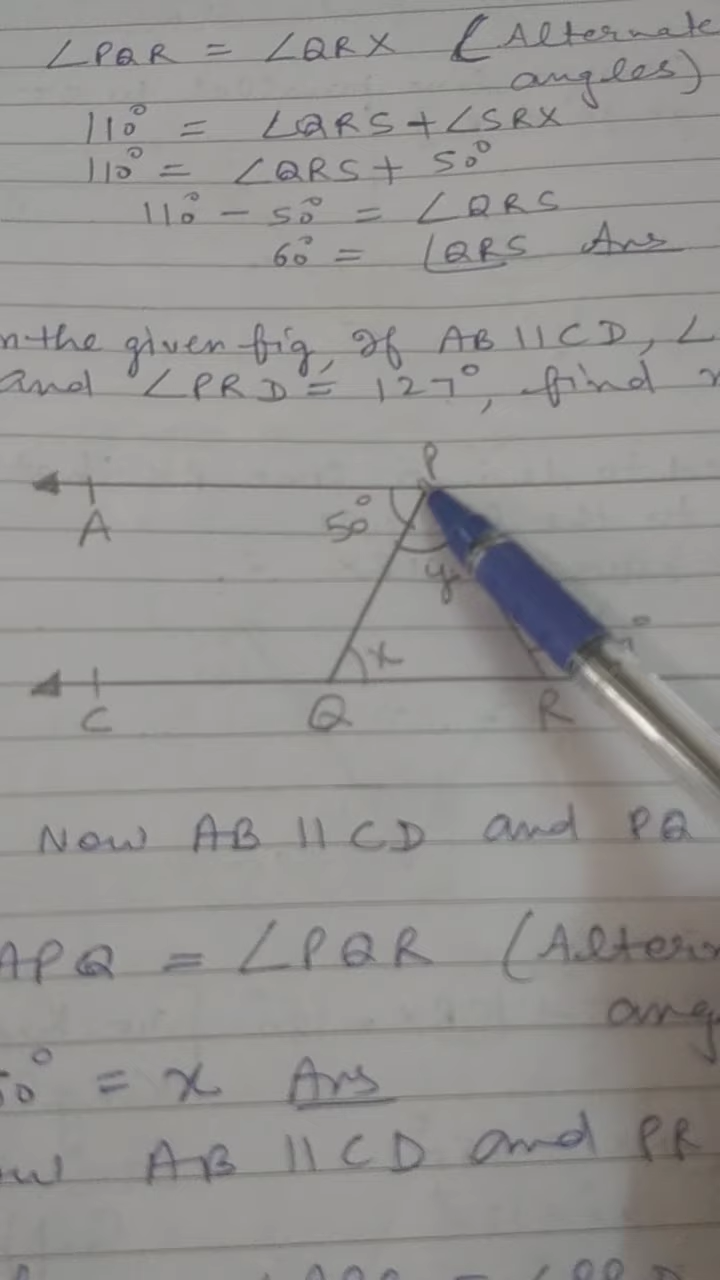 ∠PQR = ∠QRX (Alternate
angles)
110° = ∠QRS + ∠SRX
110° = ∠QRS + 50°
110° - 50° = ∠QRS
60° = ∠QRS Ans
the given fig, If AB || CD, ∠
and ∠PRD = 127°, find
P
A
50°
y
x
C
Q
R
Now AB || CD and PQ
APQ = ∠PQR
= x Ans
AB || CD and PR